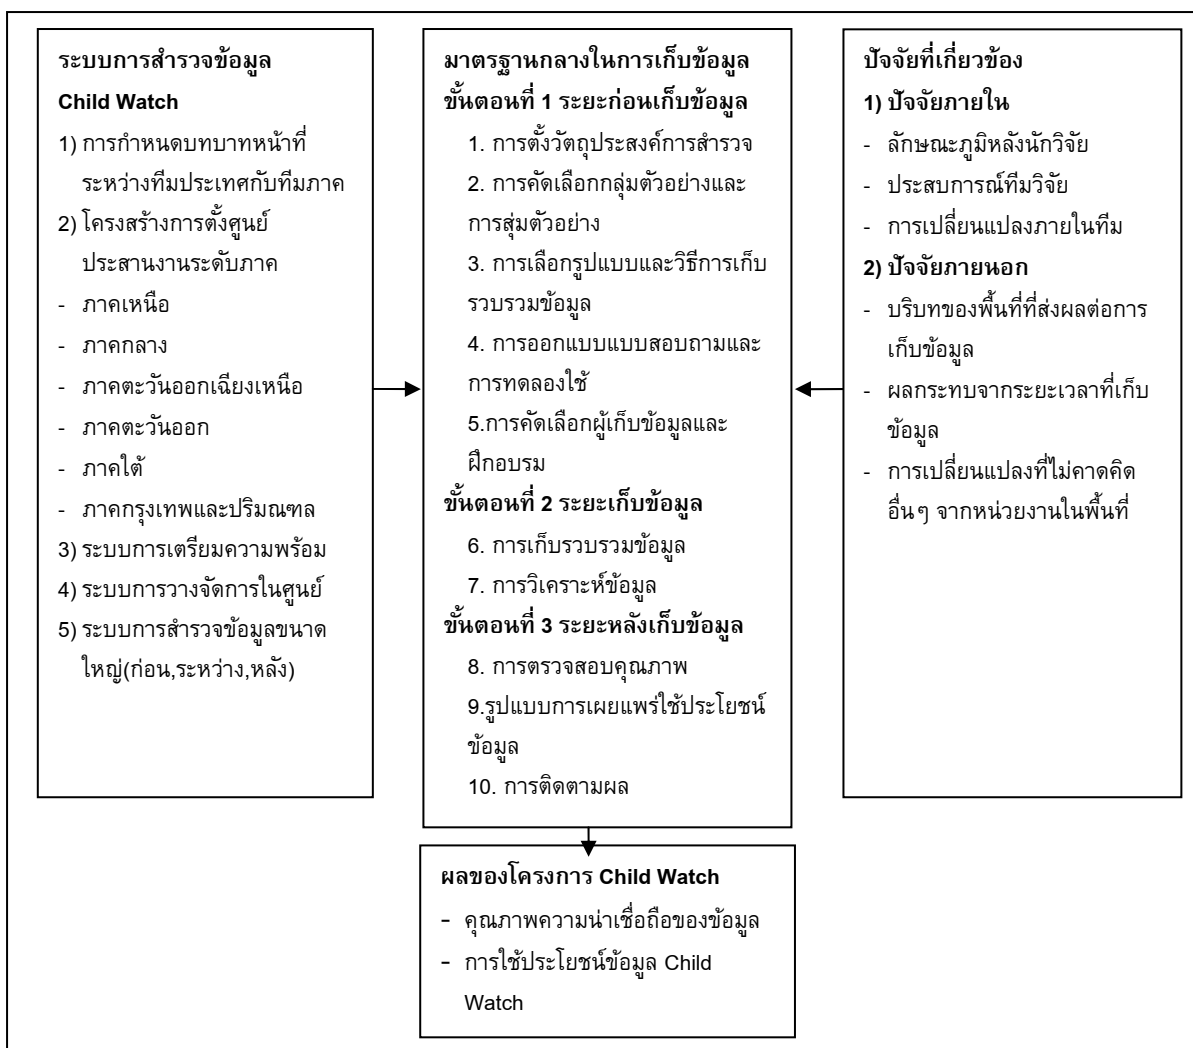 ระบบการสำรวจข้อมูล
Child Watch
1) การกำหนดบทบาทหน้าที่
ระหว่างทีมประเทศกับทีมภาค
2) โครงสร้างการตั้งศูนย์
ประสานงานระดับภาค
- ภาคเหนือ
- ภาคกลาง
- ภาคตะวันออกเฉียงเหนือ
- ภาคตะวันออก
- ภาคใต้
- ภาคกรุงเทพและปริมณฑล
3) ระบบการเตรียมความพร้อม
4) ระบบการวางจัดการในศูนย์
5) ระบบการสำรวจข้อมูลขนาด
ใหญ่(ก่อน,ระหว่าง,หลัง)
มาตรฐานกลางในการเก็บข้อมูล
ขั้นตอนที่ 1 ระยะก่อนเก็บข้อมูล
1. การตั้งวัตถุประสงค์การสำรวจ
2. การคัดเลือกกลุ่มตัวอย่างและ
การสุ่มตัวอย่าง
3. การเลือกรูปแบบและวิธีการเก็บ
รวบรวมข้อมูล
4. การออกแบบแบบสอบถามและ
การทดลองใช้
5.การคัดเลือกผู้เก็บข้อมูลและ
ฝึกอบรม
ขั้นตอนที่ 2 ระยะเก็บข้อมูล
6. การเก็บรวบรวมข้อมูล
7. การวิเคราะห์ข้อมูล
ขั้นตอนที่ 3 ระยะหลังเก็บข้อมูล
8. การตรวจสอบคุณภาพ
9.รูปแบบการเผยแพร่ใช้ประโยชน์
ข้อมูล
10. การติดตามผล
ปัจจัยที่เกี่ยวข้อง
1) ปัจจัยภายใน
- ลักษณะภูมิหลังนักวิจัย
- ประสบการณ์ทีมวิจัย
- การเปลี่ยนแปลงภายในทีม
2) ปัจจัยภายนอก
- บริบทของพื้นที่ที่ส่งผลต่อการ
เก็บข้อมูล
- ผลกระทบจากระยะเวลาที่เก็บ
ข้อมูล
- การเปลี่ยนแปลงที่ไม่คาดคิด
อื่นๆ จากหน่วยงานในพื้นที่
ผลของโครงการ Child Watch
- คุณภาพความน่าเชื่อถือของข้อมูล
- การใช้ประโยชน์ข้อมูล Child
Watch